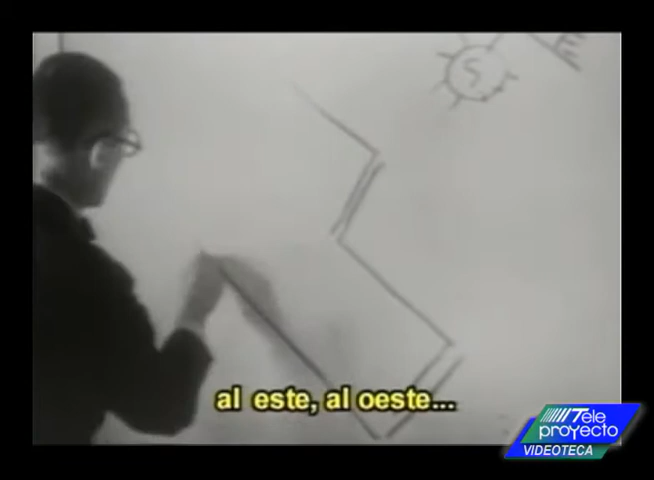 S
E
al este, al oeste...
Tele
proyecto
VIDEOTECA